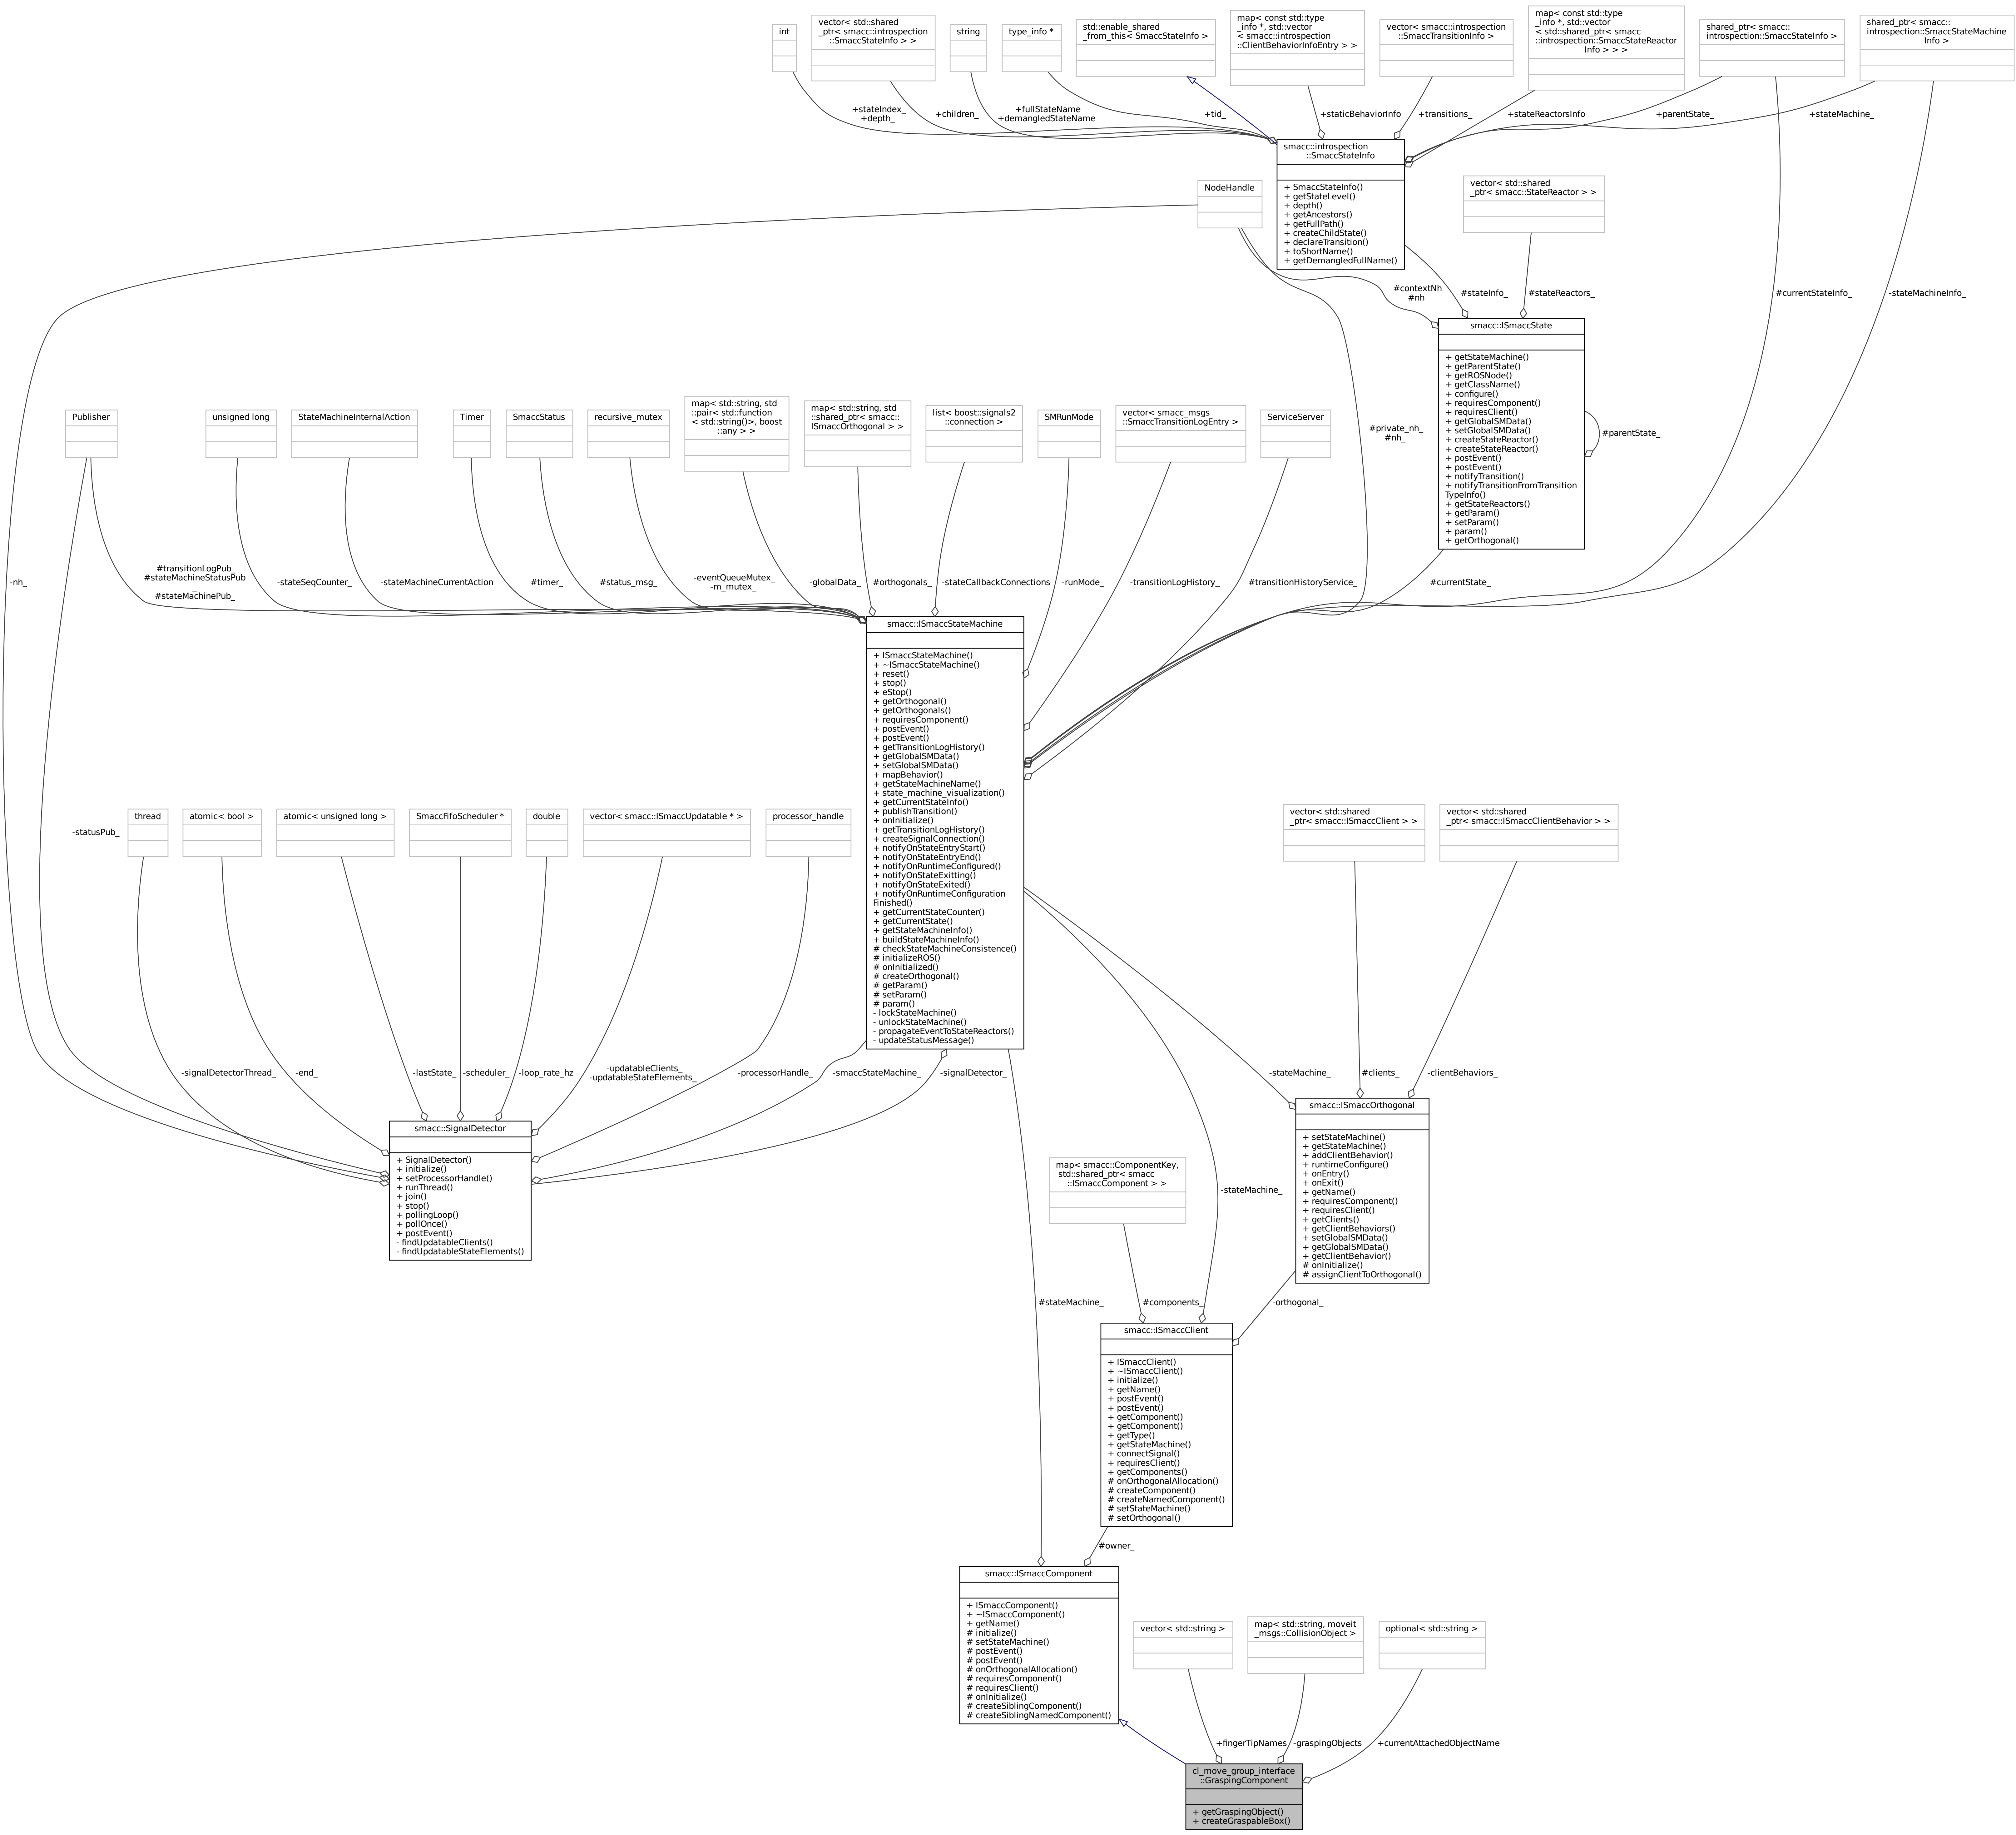 int
vector< std::shared
_ptr< smacc::introspection
::SmaccStateInfo > >
string
type_info *
std::enable_shared
_from_this< SmaccStateInfo >
map< const std::type
_info *, std::vector
< smacc::introspection
::ClientBehaviorInfoEntry > >
vector< smacc::introspection
::SmaccTransitionInfo >
map< const std::type
_info *, std::vector
< std::shared_ptr< smacc
::introspection::SmaccStateReactor
Info > > >
shared_ptr< smacc::
introspection::SmaccStateInfo >
shared_ptr< smacc::
introspection::SmaccStateMachine
Info >
+stateIndex_
+depth_
+children_
+fullStateName
+demangledStateName
+tid_
+staticBehaviorInfo
+transitions_
+stateReactorsInfo
+parentState_
+stateMachine_
smacc::introspection
::SmaccStateInfo
+ SmaccStateInfo()
+ getStateLevel()
+ depth()
+ getAncestors()
+ getFullPath()
+ createChildState()
+ declareTransition()
+ toShortName()
+ getDemangledFullName()
NodeHandle
vector< std::shared
_ptr< smacc::StateReactor > >
#contextNh
#nh
#stateInfo_
#stateReactors_
#currentStateInfo_
-stateMachineInfo_
smacc::ISmaccState
+ getStateMachine()
+ getParentState()
+ getROSNode()
+ getClassName()
+ configure()
+ requiresComponent()
+ requiresClient()
+ getGlobalSMData()
+ setGlobalSMData()
+ createStateReactor()
+ createStateReactor()
+ postEvent()
+ postEvent()
+ notifyTransition()
+ notifyTransitionFromTransition
TypeInfo()
+ getStateReactors()
+ getParam()
+ setParam()
+ param()
+ getOrthogonal()
#parentState_
Publisher
unsigned long
StateMachineInternalAction
Timer
SmaccStatus
recursive_mutex
map< std::string, std
::pair< std::function
< std::string()>, boost
::any > >
map< std::string, std
::shared_ptr< smacc::
ISmaccOrthogonal > >
list< boost::signals2
::connection >
SMRunMode
vector< smacc_msgs
::SmaccTransitionLogEntry >
ServiceServer
#private_nh_
#nh_
-nh_
#transitionLogPub_
#stateMachineStatusPub
_
#stateMachinePub_
-stateSeqCounter_
-stateMachineCurrentAction
#timer_
#status_msg_
-eventQueueMutex_
-m_mutex_
-globalData_
#orthogonals_
-stateCallbackConnections
-runMode_
-transitionLogHistory_
#transitionHistoryService_
#currentState_
smacc::ISmaccStateMachine
+ ISmaccStateMachine()
+ ~ISmaccStateMachine()
+ reset()
+ stop()
+ eStop()
+ getOrthogonal()
+ getOrthogonals()
+ requiresComponent()
+ postEvent()
+ postEvent()
+ getTransitionLogHistory()
+ getGlobalSMData()
+ setGlobalSMData()
+ mapBehavior()
+ getStateMachineName()
+ state_machine_visualization()
+ getCurrentStateInfo()
+ publishTransition()
+ onInitialize()
+ getTransitionLogHistory()
+ createSignalConnection()
+ notifyOnStateEntryStart()
+ notifyOnStateEntryEnd()
+ notifyOnRuntimeConfigured()
+ notifyOnStateExitting()
+ notifyOnStateExited()
+ notifyOnRuntimeConfiguration
Finished()
+ getCurrentStateCounter()
+ getCurrentState()
+ getStateMachineInfo()
+ buildStateMachineInfo()
# checkStateMachineConsistence()
# initializeROS()
# onInitialized()
# createOrthogonal()
# getParam()
# setParam()
# param()
- lockStateMachine()
- unlockStateMachine()
- propagateEventToStateReactors()
- updateStatusMessage()
-statusPub_
thread
atomic< bool >
atomic< unsigned long >
SmaccFifoScheduler *
double
vector< smacc::ISmaccUpdatable * >
processor_handle
vector< std::shared
_ptr< smacc::ISmaccClient > >
vector< std::shared
_ptr< smacc::ISmaccClientBehavior > >
-signalDetectorThread_
-end_
-lastState_
-scheduler_
-loop_rate_hz
-updatableClients_
-updatableStateElements_
-processorHandle_
-smaccStateMachine_
-signalDetector_
-stateMachine_
#clients_
-clientBehaviors_
smacc::SignalDetector
+ SignalDetector()
+ initialize()
+ setProcessorHandle()
+ runThread()
+ join()
+ stop()
+ pollingLoop()
+ pollOnce()
+ postEvent()
- findUpdatableClients()
- findUpdatableStateElements()
smacc::ISmaccOrthogonal
+ setStateMachine()
+ getStateMachine()
+ addClientBehavior()
+ runtimeConfigure()
+ onEntry()
+ onExit()
+ getName()
+ requiresComponent()
+ requiresClient()
+ getClients()
+ getClientBehaviors()
+ setGlobalSMData()
+ getGlobalSMData()
+ getClientBehavior()
# onInitialize()
# assignClientToOrthogonal()
map< smacc::ComponentKey,
std::shared_ptr< smacc
::ISmaccComponent > >
-stateMachine_
#stateMachine_
#components_
-orthogonal_
smacc::ISmaccClient
+ ISmaccClient()
+ ~ISmaccClient()
+ initialize()
+ getName()
+ postEvent()
+ postEvent()
+ getComponent()
+ getComponent()
+ getType()
+ getStateMachine()
+ connectSignal()
+ requiresClient()
+ getComponents()
# onOrthogonalAllocation()
# createComponent()
# createNamedComponent()
# setStateMachine()
# setOrthogonal()
#owner_
smacc::ISmaccComponent
+ ISmaccComponent()
+ ~ISmaccComponent()
+ getName()
# initialize()
# setStateMachine()
# postEvent()
# postEvent()
# onOrthogonalAllocation()
# requiresComponent()
# requiresClient()
# onInitialize()
# createSiblingComponent()
# createSiblingNamedComponent()
vector< std::string >
map< std::string, moveit
_msgs::CollisionObject >
optional< std::string >
+fingerTipNames
-graspingObjects
+currentAttachedObjectName
cl_move_group_interface
::GraspingComponent
+ getGraspingObject()
+ createGraspableBox()